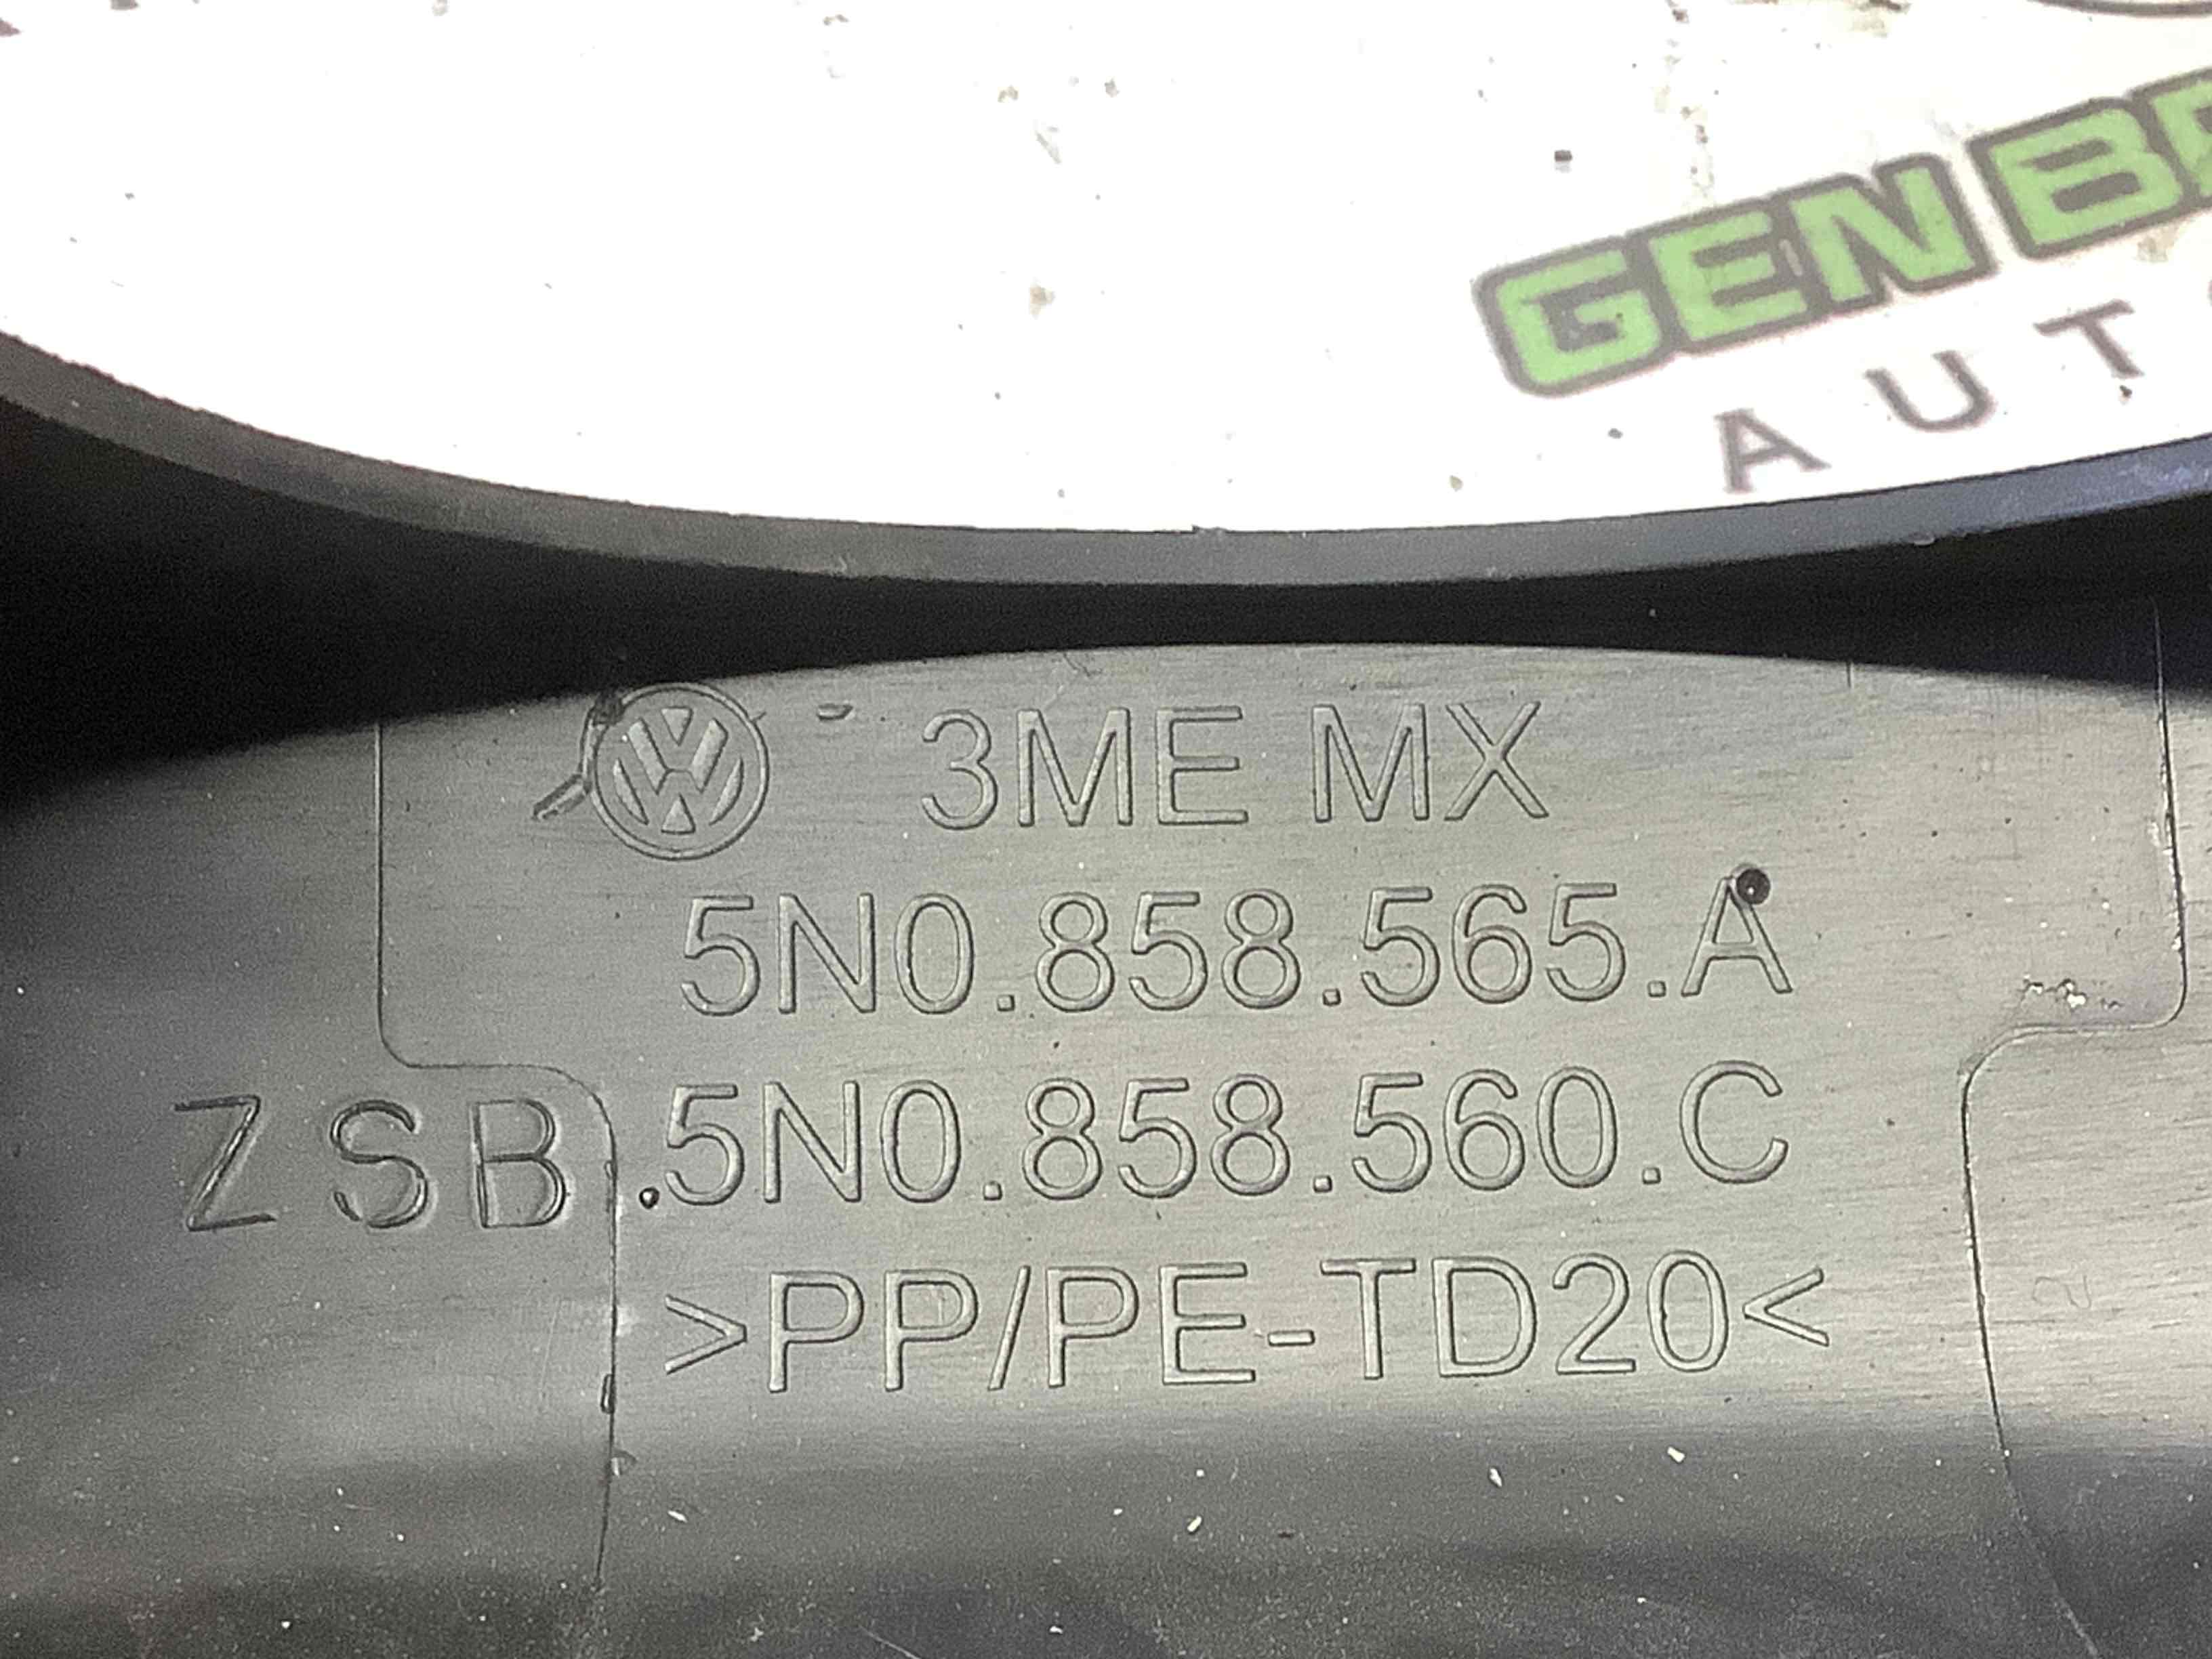 GEN
AUT
3ME MX
5N0.858.565.A
ZSB 5N0.858.560.C
>PP/PE-TD20<